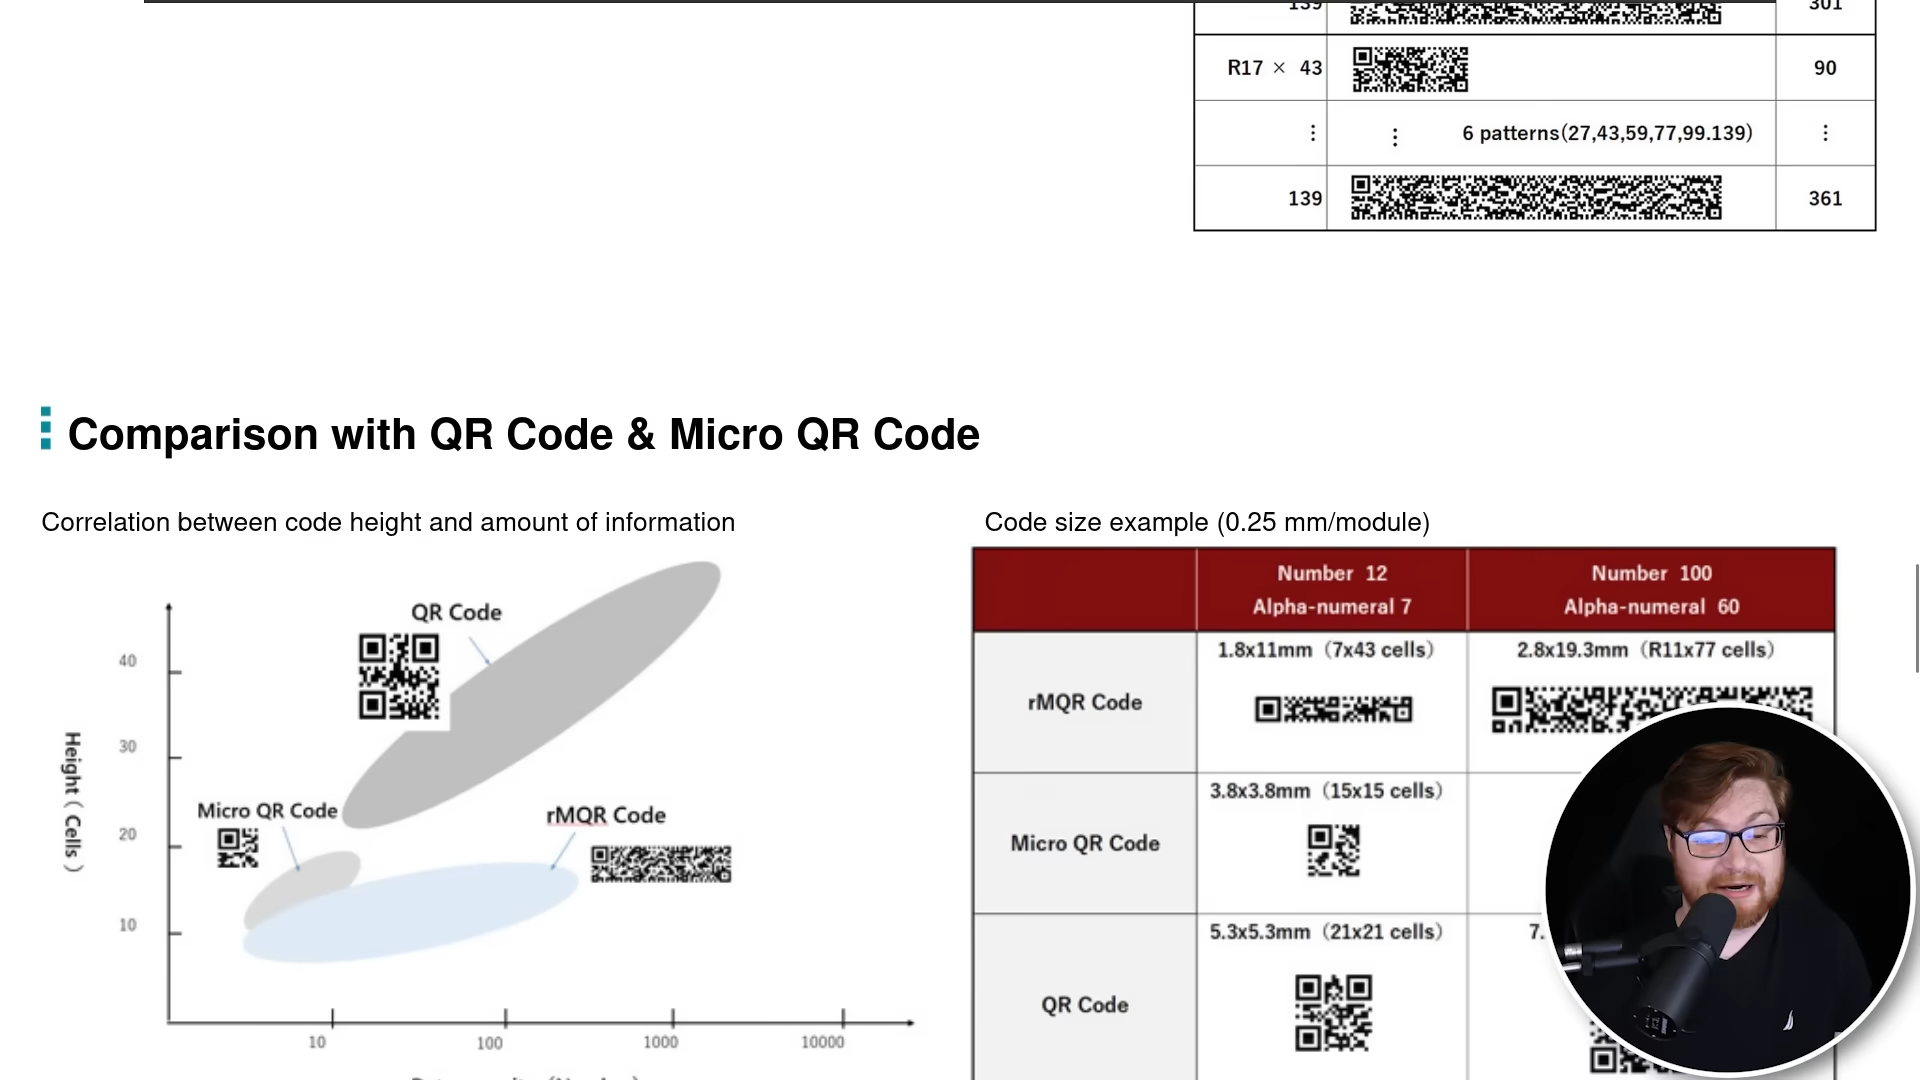 139
301
R17 × 43
90
⋮
⋮
6 patterns(27,43,59,77,99.139)
⋮
139
361
Comparison with QR Code & Micro QR Code
Correlation between code height and amount of information
QR Code
40
30
20
10
Height ( Cells )
Micro QR Code
rMQR Code
10
100
1000
10000
Code size example (0.25 mm/module)
Number 12
Alpha-numeral 7
Number 100
Alpha-numeral 60
rMQR Code
1.8x11mm (7x43 cells)
2.8x19.3mm (R11x77 cells)
Micro QR Code
3.8x3.8mm (15x15 cells)
QR Code
5.3x5.3mm (21x21 cells)
7.